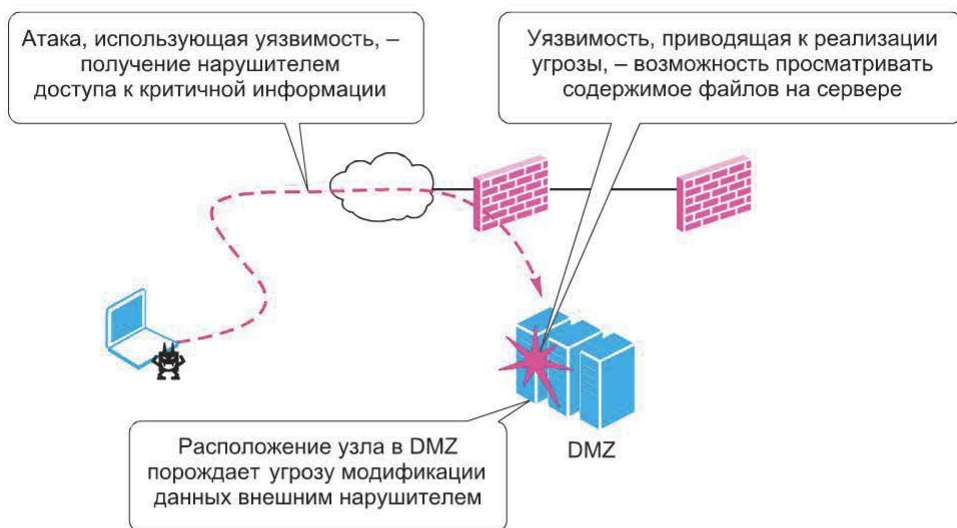 Атака, использующая уязвимость, –
получение нарушителем
доступа к критичной информации
Уязвимость, приводящая к реализации
угрозы, – возможность просматривать
содержимое файлов на сервере
Расположение узла в DMZ
порождает угрозу модификации
данных внешним нарушителем
DMZ